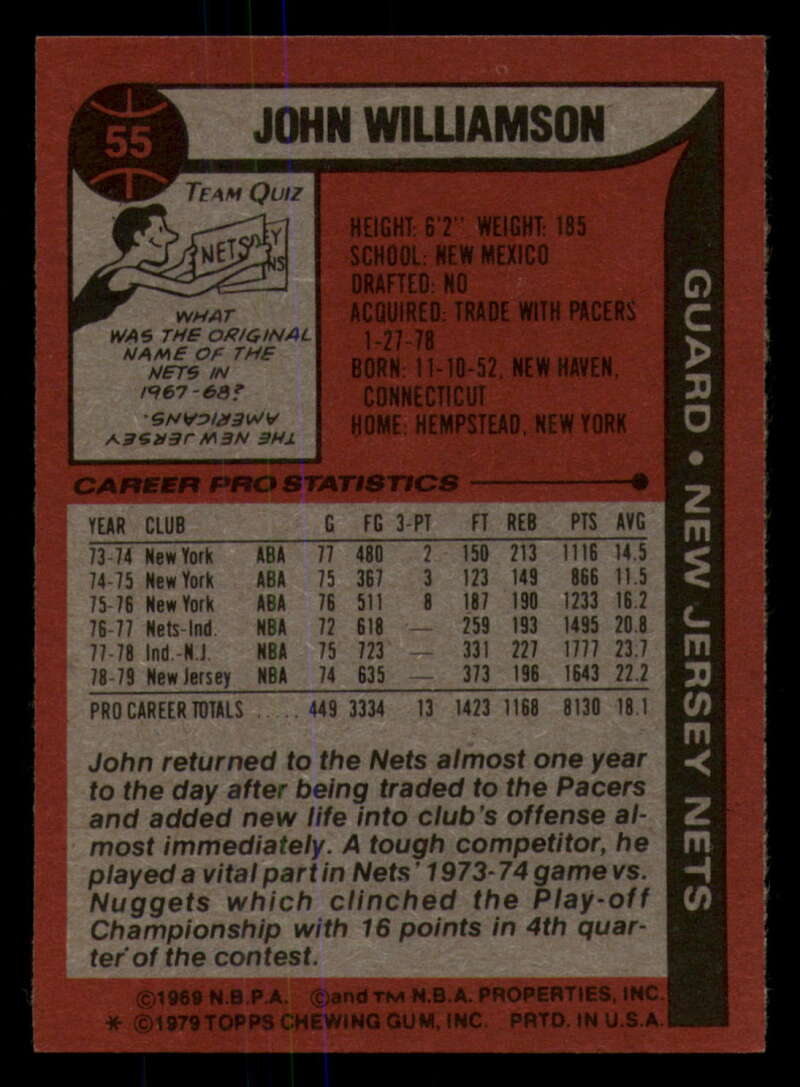 55
JOHN WILLIAMSON
TEAM QUIZ
NETS
WHAT
WAS THE ORIGINAL
NAME OF THE
NETS IN
1967-68?
THE NEW JERSEY
AMERICANS.
HEIGHT: 6'2" WEIGHT: 185
SCHOOL: NEW MEXICO
DRAFTED: NO
ACQUIRED: TRADE WITH PACERS
1-27-78
BORN: 11-10-52, NEW HAVEN,
CONNECTICUT
HOME: HEMPSTEAD, NEW YORK
GUARD • NEW JERSEY NETS
CAREER PRO STATISTICS
YEAR CLUB G FG 3-PT FT REB PTS AVG
73-74 New York ABA 77 480 2 150 213 1116 14.5
74-75 New York ABA 75 367 3 123 149 866 11.5
75-76 New York ABA 76 511 8 187 190 1233 16.2
76-77 Nets-Ind. NBA 72 618 — 259 193 1495 20.8
77-78 Ind.-N.J. NBA 75 723 — 331 227 1777 23.7
78-79 New Jersey NBA 74 635 — 373 196 1643 22.2
PRO CAREER TOTALS ..... 449 3334 13 1423 1168 8130 18.1
John returned to the Nets almost one year
to the day after being traded to the Pacers
and added new life into club's offense al-
most immediately. A tough competitor, he
played a vital part in Nets' 1973-74 game vs.
Nuggets which clinched the Play-off
Championship with 16 points in 4th quar-
ter of the contest.
©1969 N.B.P.A. ©and TM N.B.A. PROPERTIES, INC.
* ©1979 TOPPS CHEWING GUM, INC. PRTD. IN U.S.A.